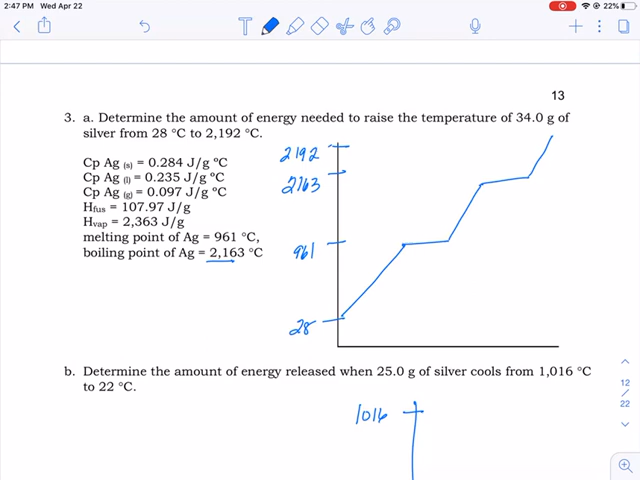 2:47 PM Wed Apr 22
22%
T
13
3. a. Determine the amount of energy needed to raise the temperature of 34.0 g of
silver from 28 °C to 2,192 °C.
Cp Ag (s) = 0.284 J/g °C
Cp Ag (l) = 0.235 J/g °C
Cp Ag (g) = 0.097 J/g °C
Hfus = 107.97 J/g
Hvap = 2,363 J/g
melting point of Ag = 961 °C,
boiling point of Ag = 2,163 °C
2192
2163
961
28
b. Determine the amount of energy released when 25.0 g of silver cools from 1,016 °C
to 22 °C.
1016
12
/
22